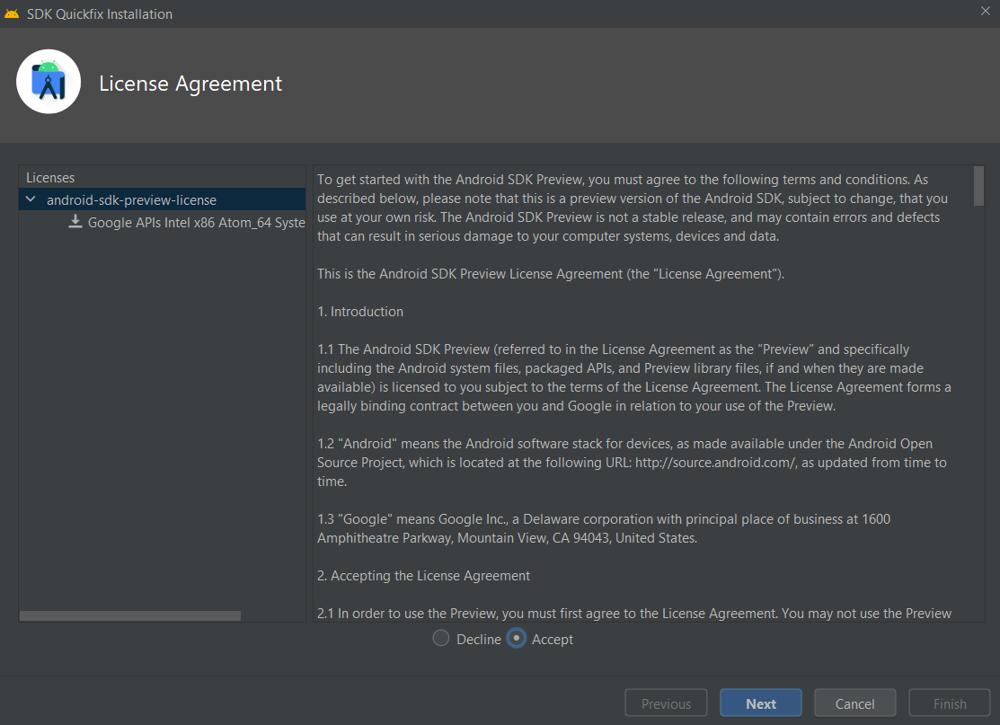 SDK Quickfix Installation
License Agreement
Licenses
android-sdk-preview-license
Google APIs Intel x86 Atom_64 Syste
To get started with the Android SDK Preview, you must agree to the following terms and conditions. As
described below, please note that this is a preview version of the Android SDK, subject to change, that you
use at your own risk. The Android SDK Preview is not a stable release, and may contain errors and defects
that can result in serious damage to your computer systems, devices and data.
This is the Android SDK Preview License Agreement (the "License Agreement").
1. Introduction
1.1 The Android SDK Preview (referred to in the License Agreement as the “Preview” and specifically
including the Android system files, packaged APIs, and Preview library files, if and when they are made
available) is licensed to you subject to the terms of the License Agreement. The License Agreement forms a
legally binding contract between you and Google in relation to your use of the Preview.
1.2 "Android" means the Android software stack for devices, as made available under the Android Open
Source Project, which is located at the following URL: http://source.android.com/, as updated from time to
time.
1.3 "Google" means Google Inc., a Delaware corporation with principal place of business at 1600
Amphitheatre Parkway, Mountain View, CA 94043, United States.
2. Accepting the License Agreement
2.1 In order to use the Preview, you must first agree to the License Agreement. You may not use the Preview
Decline Accept
Previous Next Cancel Finish